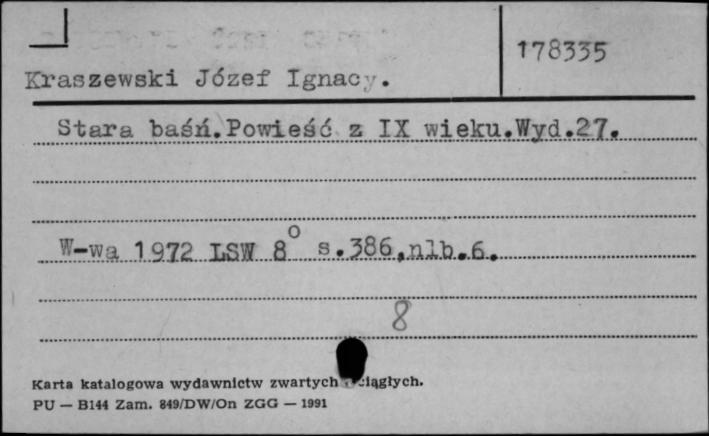 178335
Kraszewski Józef Ignacy.
Stara baśń.Powieść z IX wieku.Wyd.27.
W-wa 1972 LSW 8° s.386,nlb.6.
8
Karta katalogowa wydawnictw zwartych ciągłych.
PU — B144 Zam. 849/DW/On ZGG — 1991